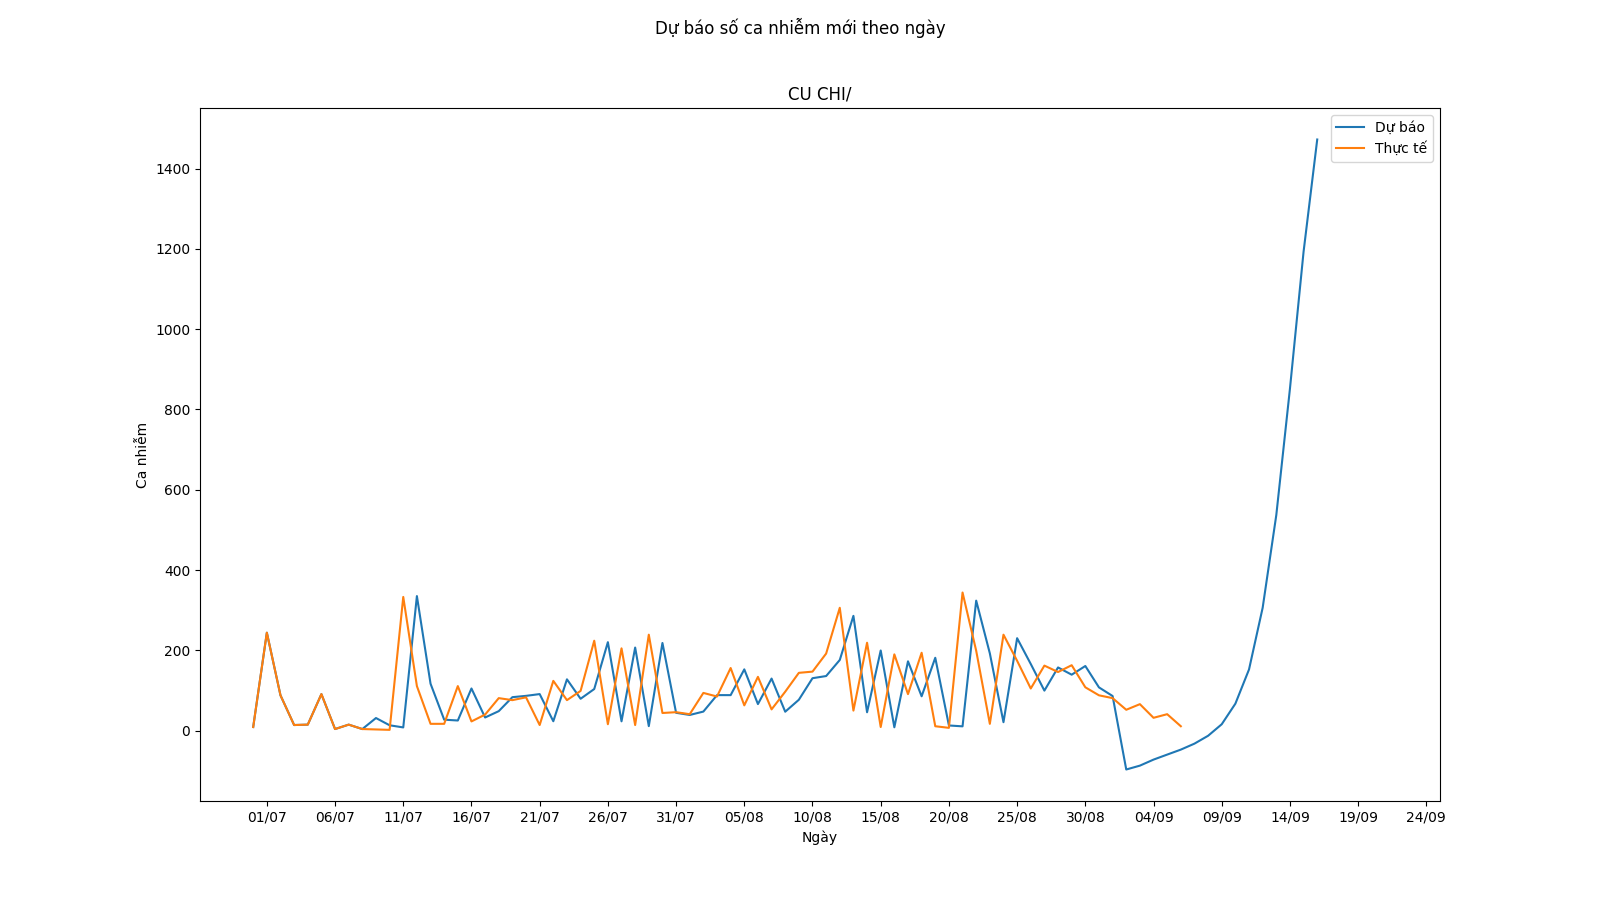 Dự báo số ca nhiễm mới theo ngày
CU CHI/
Dự báo
Thực tế
1400
1200
1000
800
600
400
200
0
Ca nhiễm
01/07 06/07 11/07 16/07 21/07 26/07 31/07 05/08 10/08 15/08 20/08 25/08 30/08 04/09 09/09 14/09 19/09 24/09
Ngày